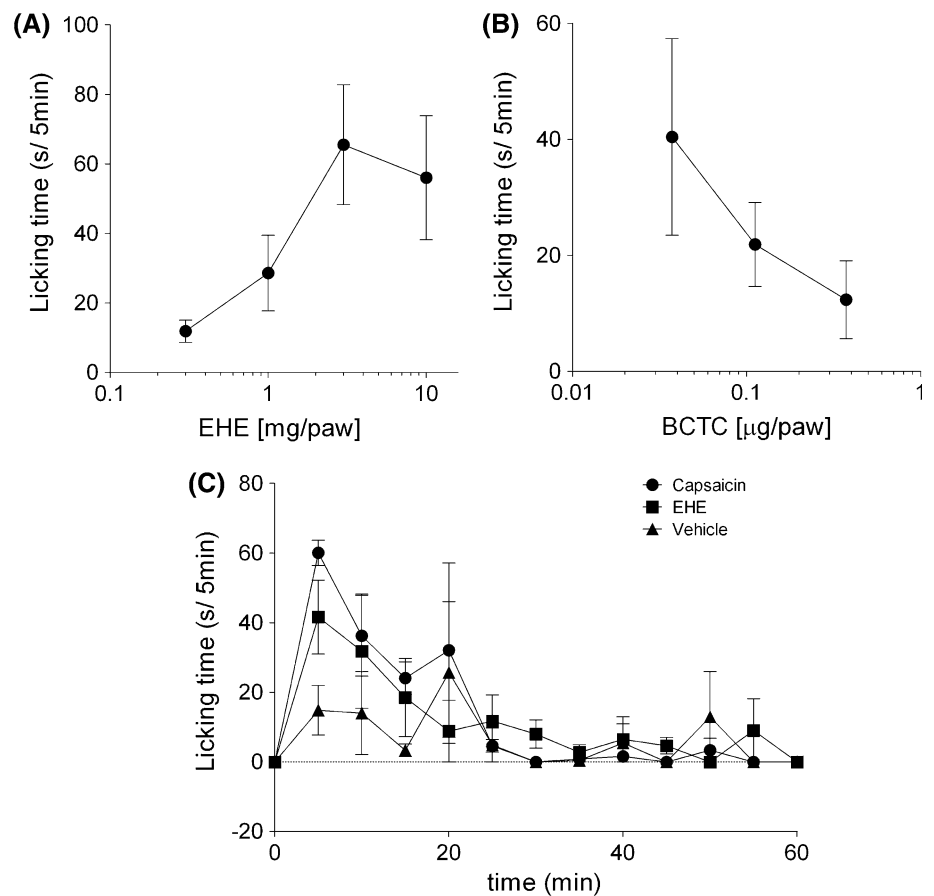 (A)
100
80
60
40
20
0
Licking time (s/ 5min)
0.1
1
10
EHE [mg/paw]
(B)
60
40
20
0
Licking time (s/ 5min)
0.01
0.1
1
BCTC [μg/paw]
(C)
80
60
40
20
0
-20
Licking time (s/ 5min)
Capsaicin
EHE
Vehicle
0
20
40
60
time (min)